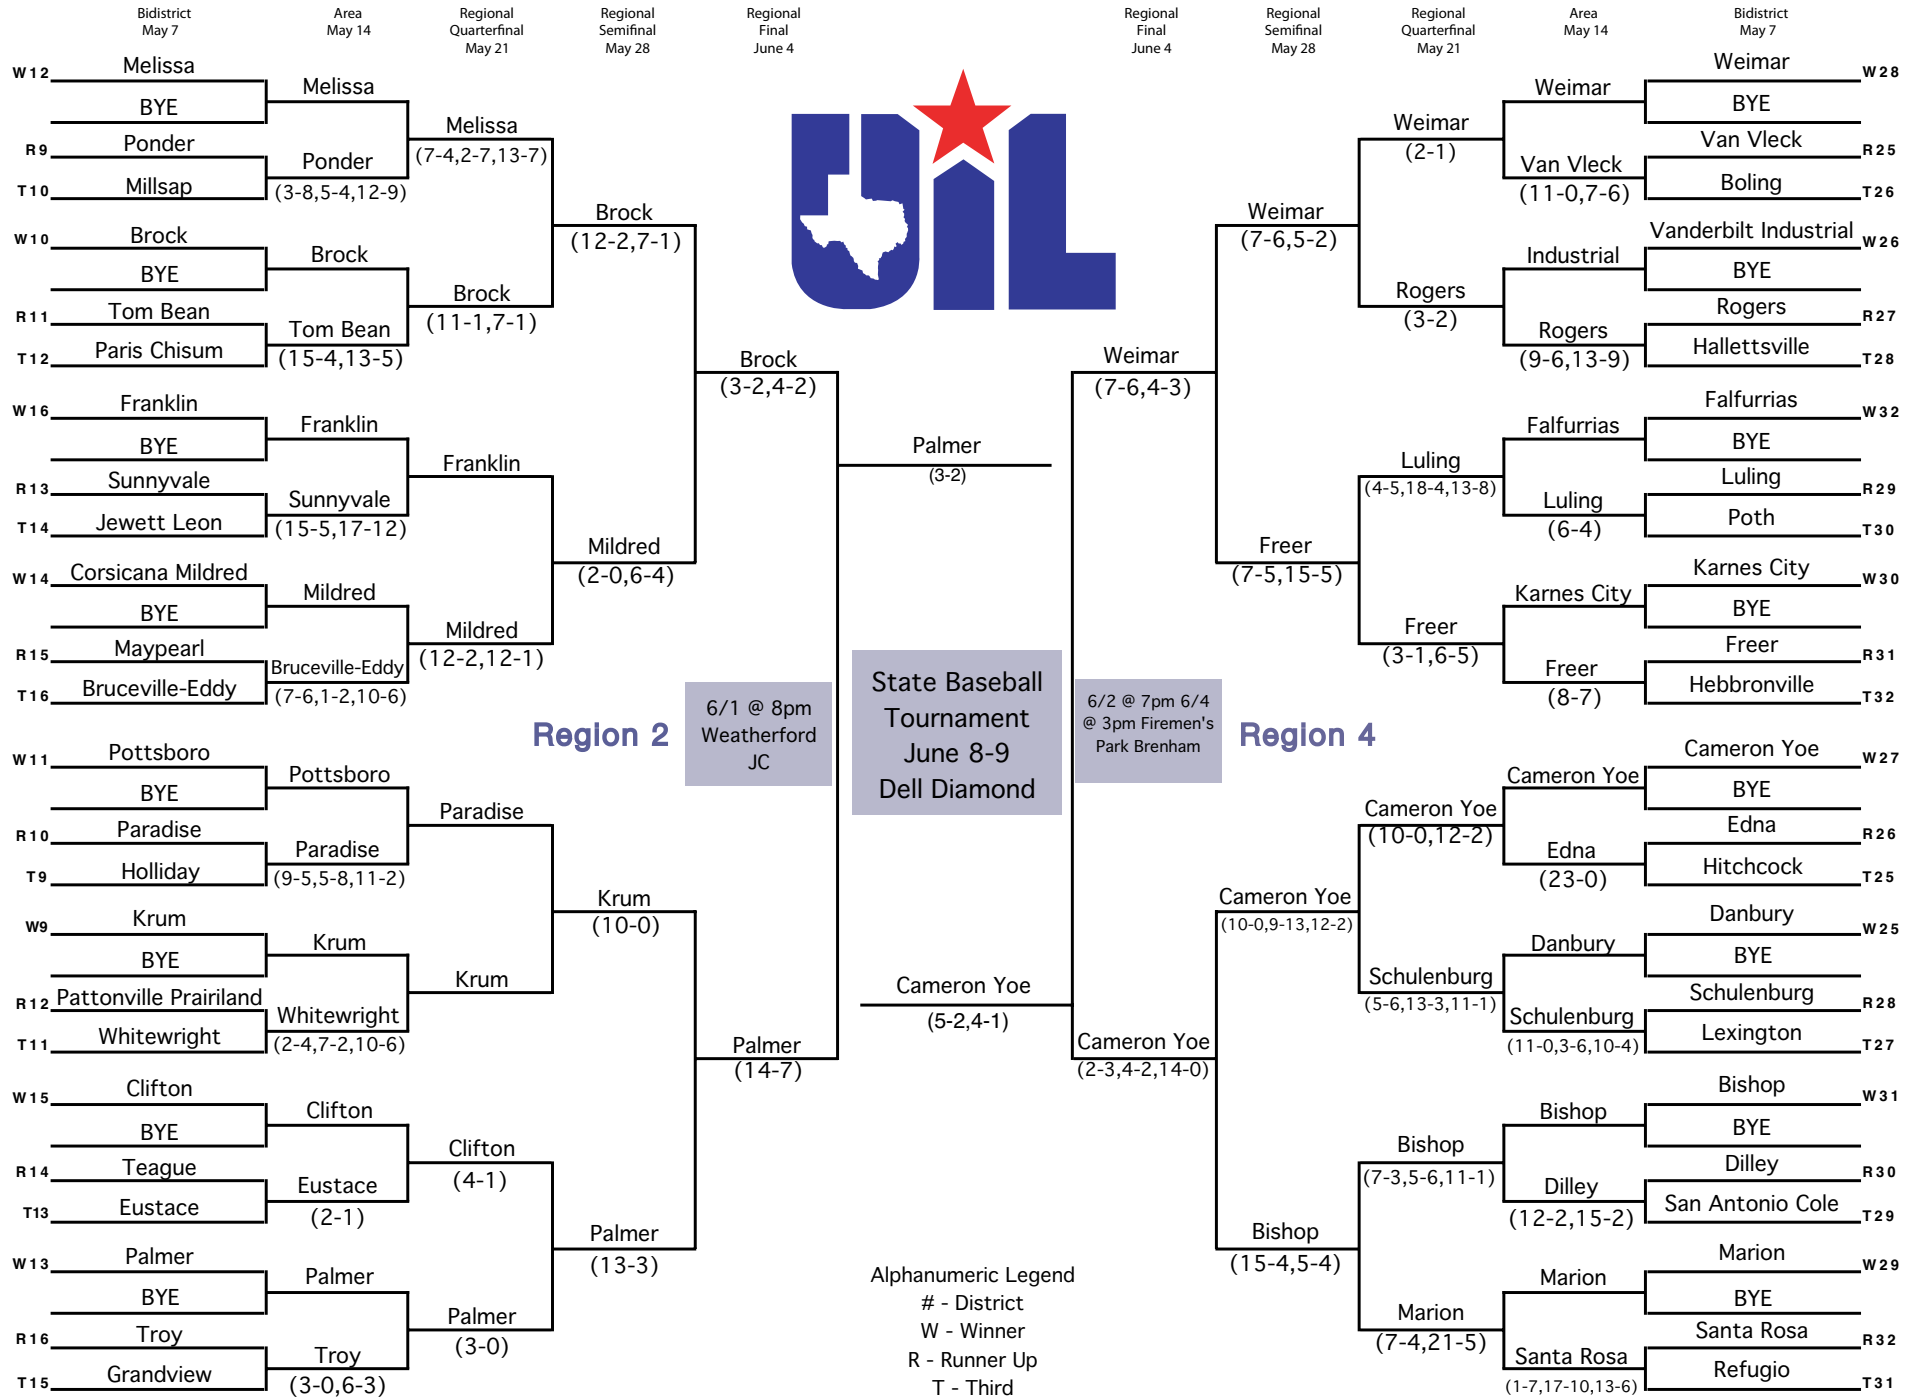 Bidistrict
May 7
Area
May 14
Regional
Quarterfinal
May 21
Regional
Semifinal
May 28
Regional
Final
June 4
Regional
Final
June 4
Regional
Semifinal
May 28
Regional
Quarterfinal
May 21
Area
May 14
Bidistrict
May 7
W12 Melissa
BYE
R9 Ponder
T10 Millsap
W10 Brock
BYE
R11 Tom Bean
T12 Paris Chisum
W16 Franklin
BYE
R13 Sunnyvale
T14 Jewett Leon
W14 Corsicana Mildred
BYE
R15 Maypearl
T16 Bruceville-Eddy
W11 Pottsboro
BYE
R10 Paradise
T9 Holliday
W9 Krum
BYE
R12 Pattonville Prairiland
T11 Whitewright
W15 Clifton
BYE
R14 Teague
T13 Eustace
W13 Palmer
BYE
R16 Troy
T15 Grandview
Melissa
Ponder
(3-8,5-4,12-9)
Brock
Tom Bean
(15-4,13-5)
Franklin
Sunnyvale
(15-5,17-12)
Mildred
Bruceville-Eddy
(7-6,1-2,10-6)
Pottsboro
Paradise
(9-5,5-8,11-2)
Krum
Whitewright
(2-4,7-2,10-6)
Clifton
Eustace
(2-1)
Palmer
Troy
(3-0,6-3)
Melissa
(7-4,2-7,13-7)
Brock
(11-1,7-1)
Franklin
Mildred
(12-2,12-1)
Paradise
Krum
Clifton
(4-1)
Palmer
(3-0)
Brock
(12-2,7-1)
Mildred
(2-0,6-4)
Krum
(10-0)
Palmer
(13-3)
Region 2
Brock
(3-2,4-2)
6/1 @ 8pm
Weatherford
JC
Palmer
(14-7)
UIL
Palmer
(3-2)
State Baseball
Tournament
June 8-9
Dell Diamond
Cameron Yoe
(5-2,4-1)
Alphanumeric Legend
# - District
W - Winner
R - Runner Up
T - Third
Weimar
(7-6,4-3)
6/2 @ 7pm 6/4
@ 3pm Firemen's
Park Brenham
Cameron Yoe
(2-3,4-2,14-0)
Region 4
Weimar
(7-6,5-2)
Freer
(7-5,15-5)
Cameron Yoe
(10-0,9-13,12-2)
Bishop
(15-4,5-4)
Weimar
(2-1)
Rogers
(3-2)
Luling
(4-5,18-4,13-8)
Freer
(3-1,6-5)
Cameron Yoe
(10-0,12-2)
Schulenburg
(5-6,13-3,11-1)
Bishop
(7-3,5-6,11-1)
Marion
(7-4,21-5)
Weimar
Van Vleck
(11-0,7-6)
Industrial
Rogers
(9-6,13-9)
Falfurrias
Luling
(6-4)
Karnes City
Freer
(8-7)
Cameron Yoe
Edna
(23-0)
Danbury
Schulenburg
(11-0,3-6,10-4)
Bishop
Dilley
(12-2,15-2)
Marion
Santa Rosa
(1-7,17-10,13-6)
Weimar W28
BYE
Van Vleck R25
Boling T26
Vanderbilt Industrial W26
BYE
Rogers R27
Hallettsville T28
Falfurrias W32
BYE
Luling R29
Poth T30
Karnes City W30
BYE
Freer R31
Hebbronville T32
Cameron Yoe W27
BYE
Edna R26
Hitchcock T25
Danbury W25
BYE
Schulenburg R28
Lexington T27
Bishop W31
BYE
Dilley R30
San Antonio Cole T29
Marion W29
BYE
Santa Rosa R32
Refugio T31